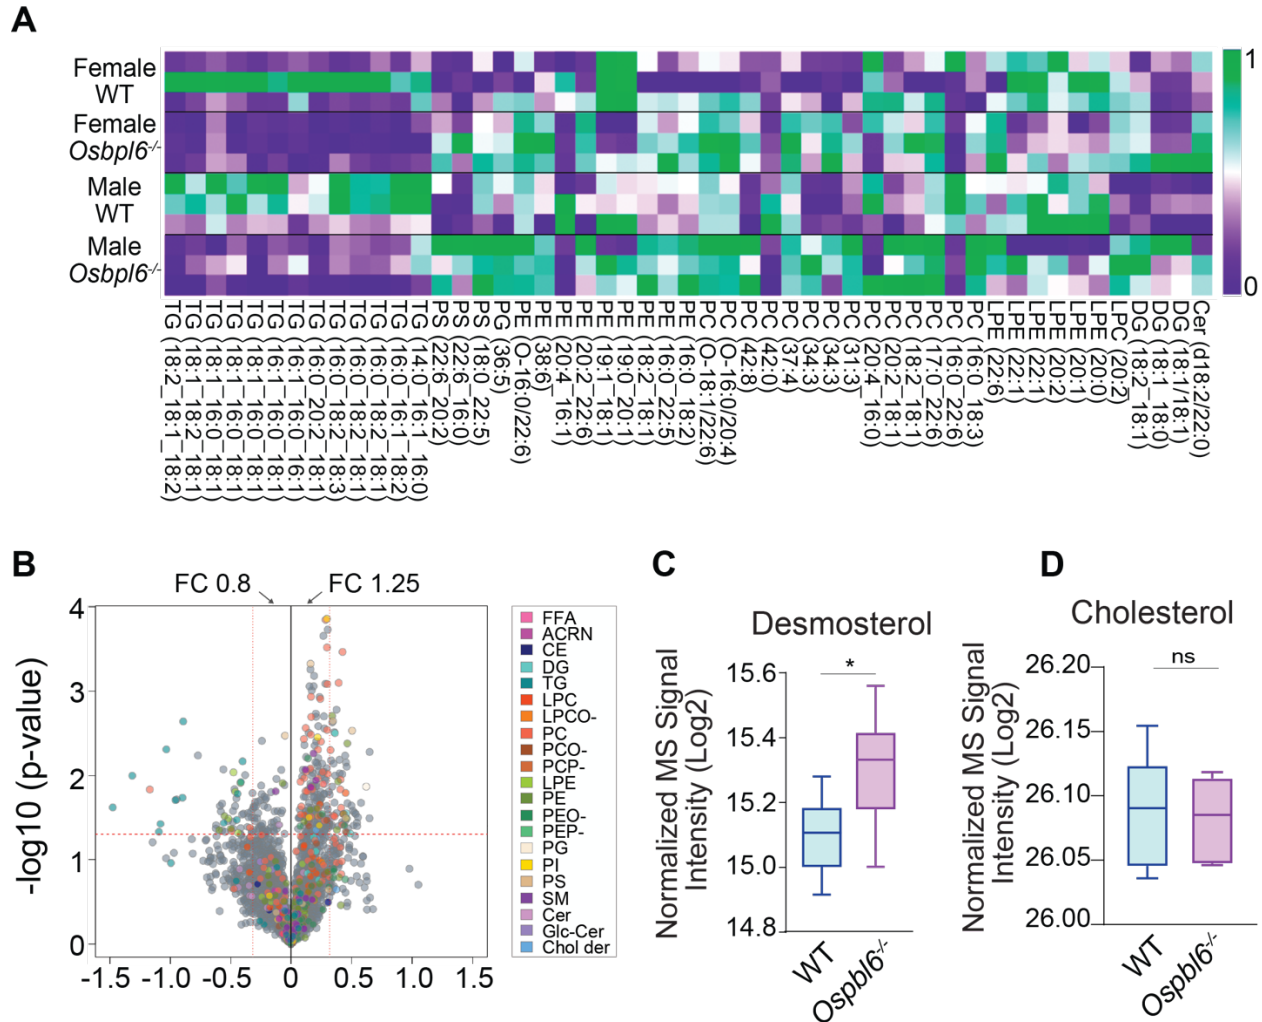 A
Female
WT
Female
Osbpl6-/-
Male
WT
Male
Osbpl6-/-
1
0
TG (18:2_18:1_18:2)
TG (18:1_18:2_18:1)
TG (18:1_16:0_18:1)
TG (18:1_16:0_18:1)
TG (16:1_18:1_18:1)
TG (16:1_16:0_18:1)
TG (16:1_16:0_16:1)
TG (16:0_20:2_18:1)
TG (16:0_18:2_18:3)
TG (16:0_16:0_18:1)
TG (16:0_18:2_18:1)
TG (16:0_16:1_18:2)
TG (14:0_16:1_16:0)
PS (22:6_20:2)
PS (22:6_16:0)
PS (18:0_22:5)
PG (36:5)
PE (O-16:0/22:6)
PE (38:6)
PE (20:4_16:1)
PE (20:2_22:6)
PE (19:1_18:1)
PE (19:0_20:1)
PE (18:2_18:1)
PE (16:0_22:5)
PE (16:0_18:2)
PC (O-18:1/22:6)
PC (O-16:0/20:4)
PC (42:8)
PC (42:0)
PC (37:4)
PC (34:3)
PC (34:3)
PC (31:3)
PC (20:4_16:0)
PC (20:2_18:1)
PC (18:2_18:1)
PC (17:0_22:6)
PC (16:0_22:6)
PC (16:0_18:3)
LPE (22:6)
LPE (22:1)
LPE (22:1)
LPE (20:2)
LPE (20:1)
LPE (20:0)
LPC (20:2)
DG (18:2_18:1)
DG (18:1_18:0)
DG (18:1/18:1)
Cer (d18:2/22:0)
B
FC 0.8
FC 1.25
-log10 (p-value)
4
3
2
1
0
-1.5 -1.0 -0.5 0 0.5 1.0 1.5
FFA
ACRN
CE
DG
TG
LPC
LPCO-
PC
PCO-
PCP-
LPE
PE
PEO-
PEP-
PG
PI
PS
SM
Cer
Glc-Cer
Chol der
C
Desmosterol
Normalized MS Signal
Intensity (Log2)
15.6
15.4
15.2
15.0
14.8
*
WT
Ospbl6-/-
D
Cholesterol
Normalized MS Signal
Intensity (Log2)
26.20
26.15
26.10
26.05
26.00
ns
WT
Ospbl6-/-